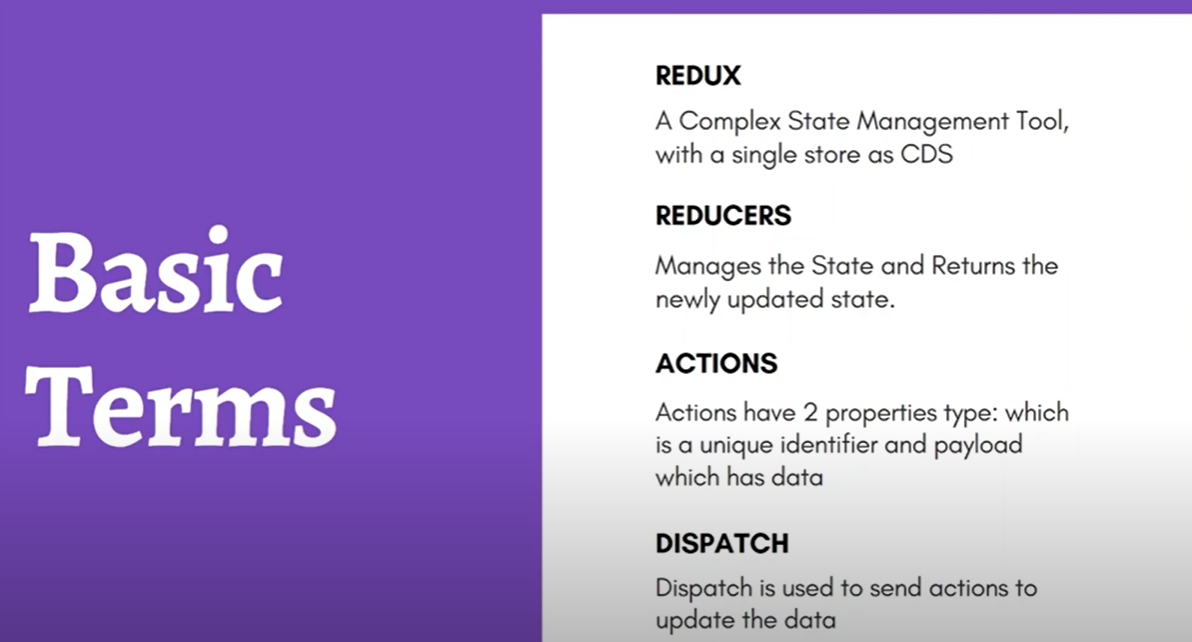 Basic
Terms
REDUX
A Complex State Management Tool,
with a single store as CDS
REDUCERS
Manages the State and Returns the
newly updated state.
ACTIONS
Actions have 2 properties type: which
is a unique identifier and payload
which has data
DISPATCH
Dispatch is used to send actions to
update the data